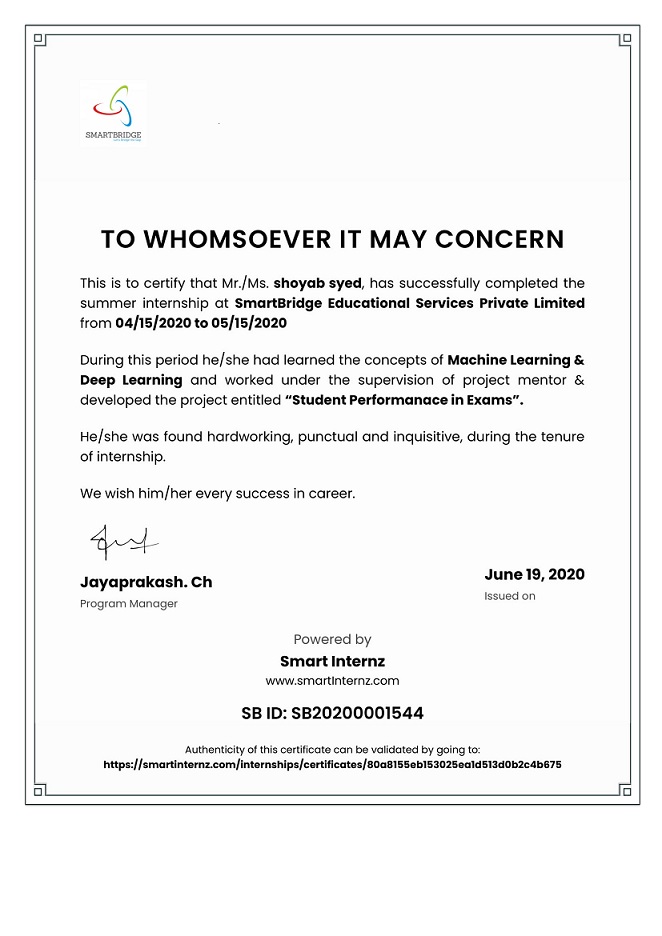 SMARTBRIDGE
TO WHOMSOEVER IT MAY CONCERN
This is to certify that Mr./Ms. shoyab syed, has successfully completed the
summer internship at SmartBridge Educational Services Private Limited
from 04/15/2020 to 05/15/2020
During this period he/she had learned the concepts of Machine Learning &
Deep Learning and worked under the supervision of project mentor &
developed the project entitled “Student Performanace in Exams”.
He/she was found hardworking, punctual and inquisitive, during the tenure
of internship.
We wish him/her every success in career.
Jayaprakash. Ch
Program Manager
June 19, 2020
Issued on
Powered by
Smart Internz
www.smartInternz.com
SB ID: SB20200001544
Authenticity of this certificate can be validated by going to:
https://smartinternz.com/internships/certificates/80a8155eb153025ea1d513d0b2c4b675